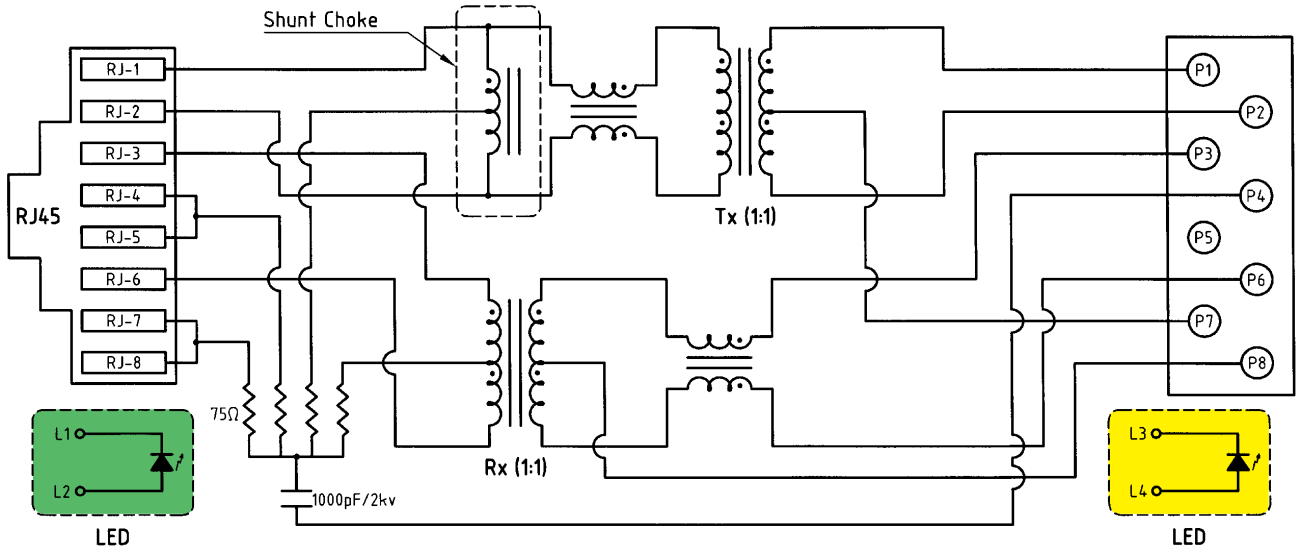 Shunt Choke
RJ45
RJ-1
RJ-2
RJ-3
RJ-4
RJ-5
RJ-6
RJ-7
RJ-8
Tx (1:1)
Rx (1:1)
75Ω
1000pF/2kv
P1
P2
P3
P4
P5
P6
P7
P8
L1
L2
LED
L3
L4
LED